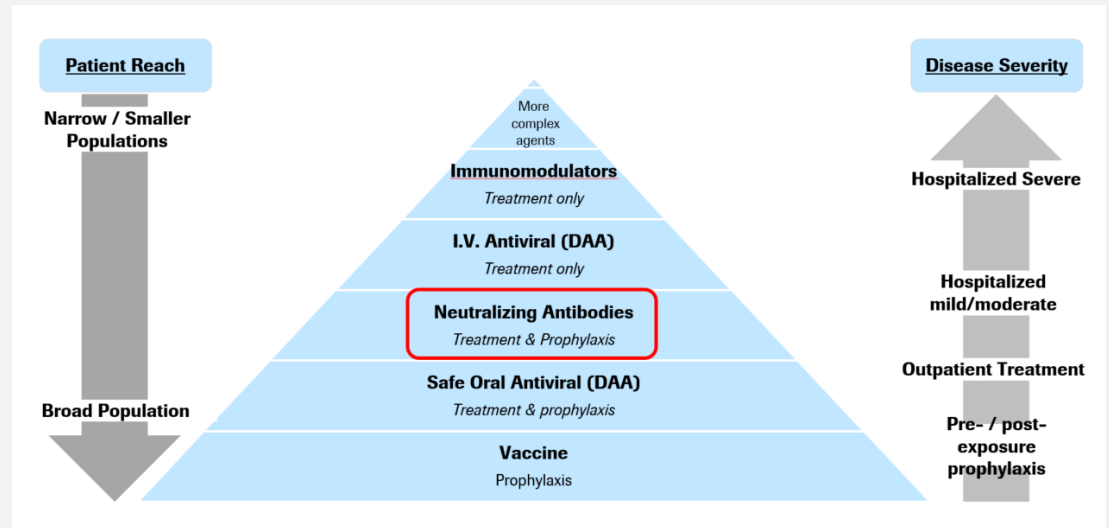 Patient Reach
Narrow / Smaller
Populations
Broad Population
More
complex
agents
Immunomodulators
Treatment only
I.V. Antiviral (DAA)
Treatment only
Neutralizing Antibodies
Treatment & Prophylaxis
Safe Oral Antiviral (DAA)
Treatment & prophylaxis
Vaccine
Prophylaxis
Disease Severity
Hospitalized Severe
Hospitalized
mild/moderate
Outpatient Treatment
Pre- / post-
exposure
prophylaxis